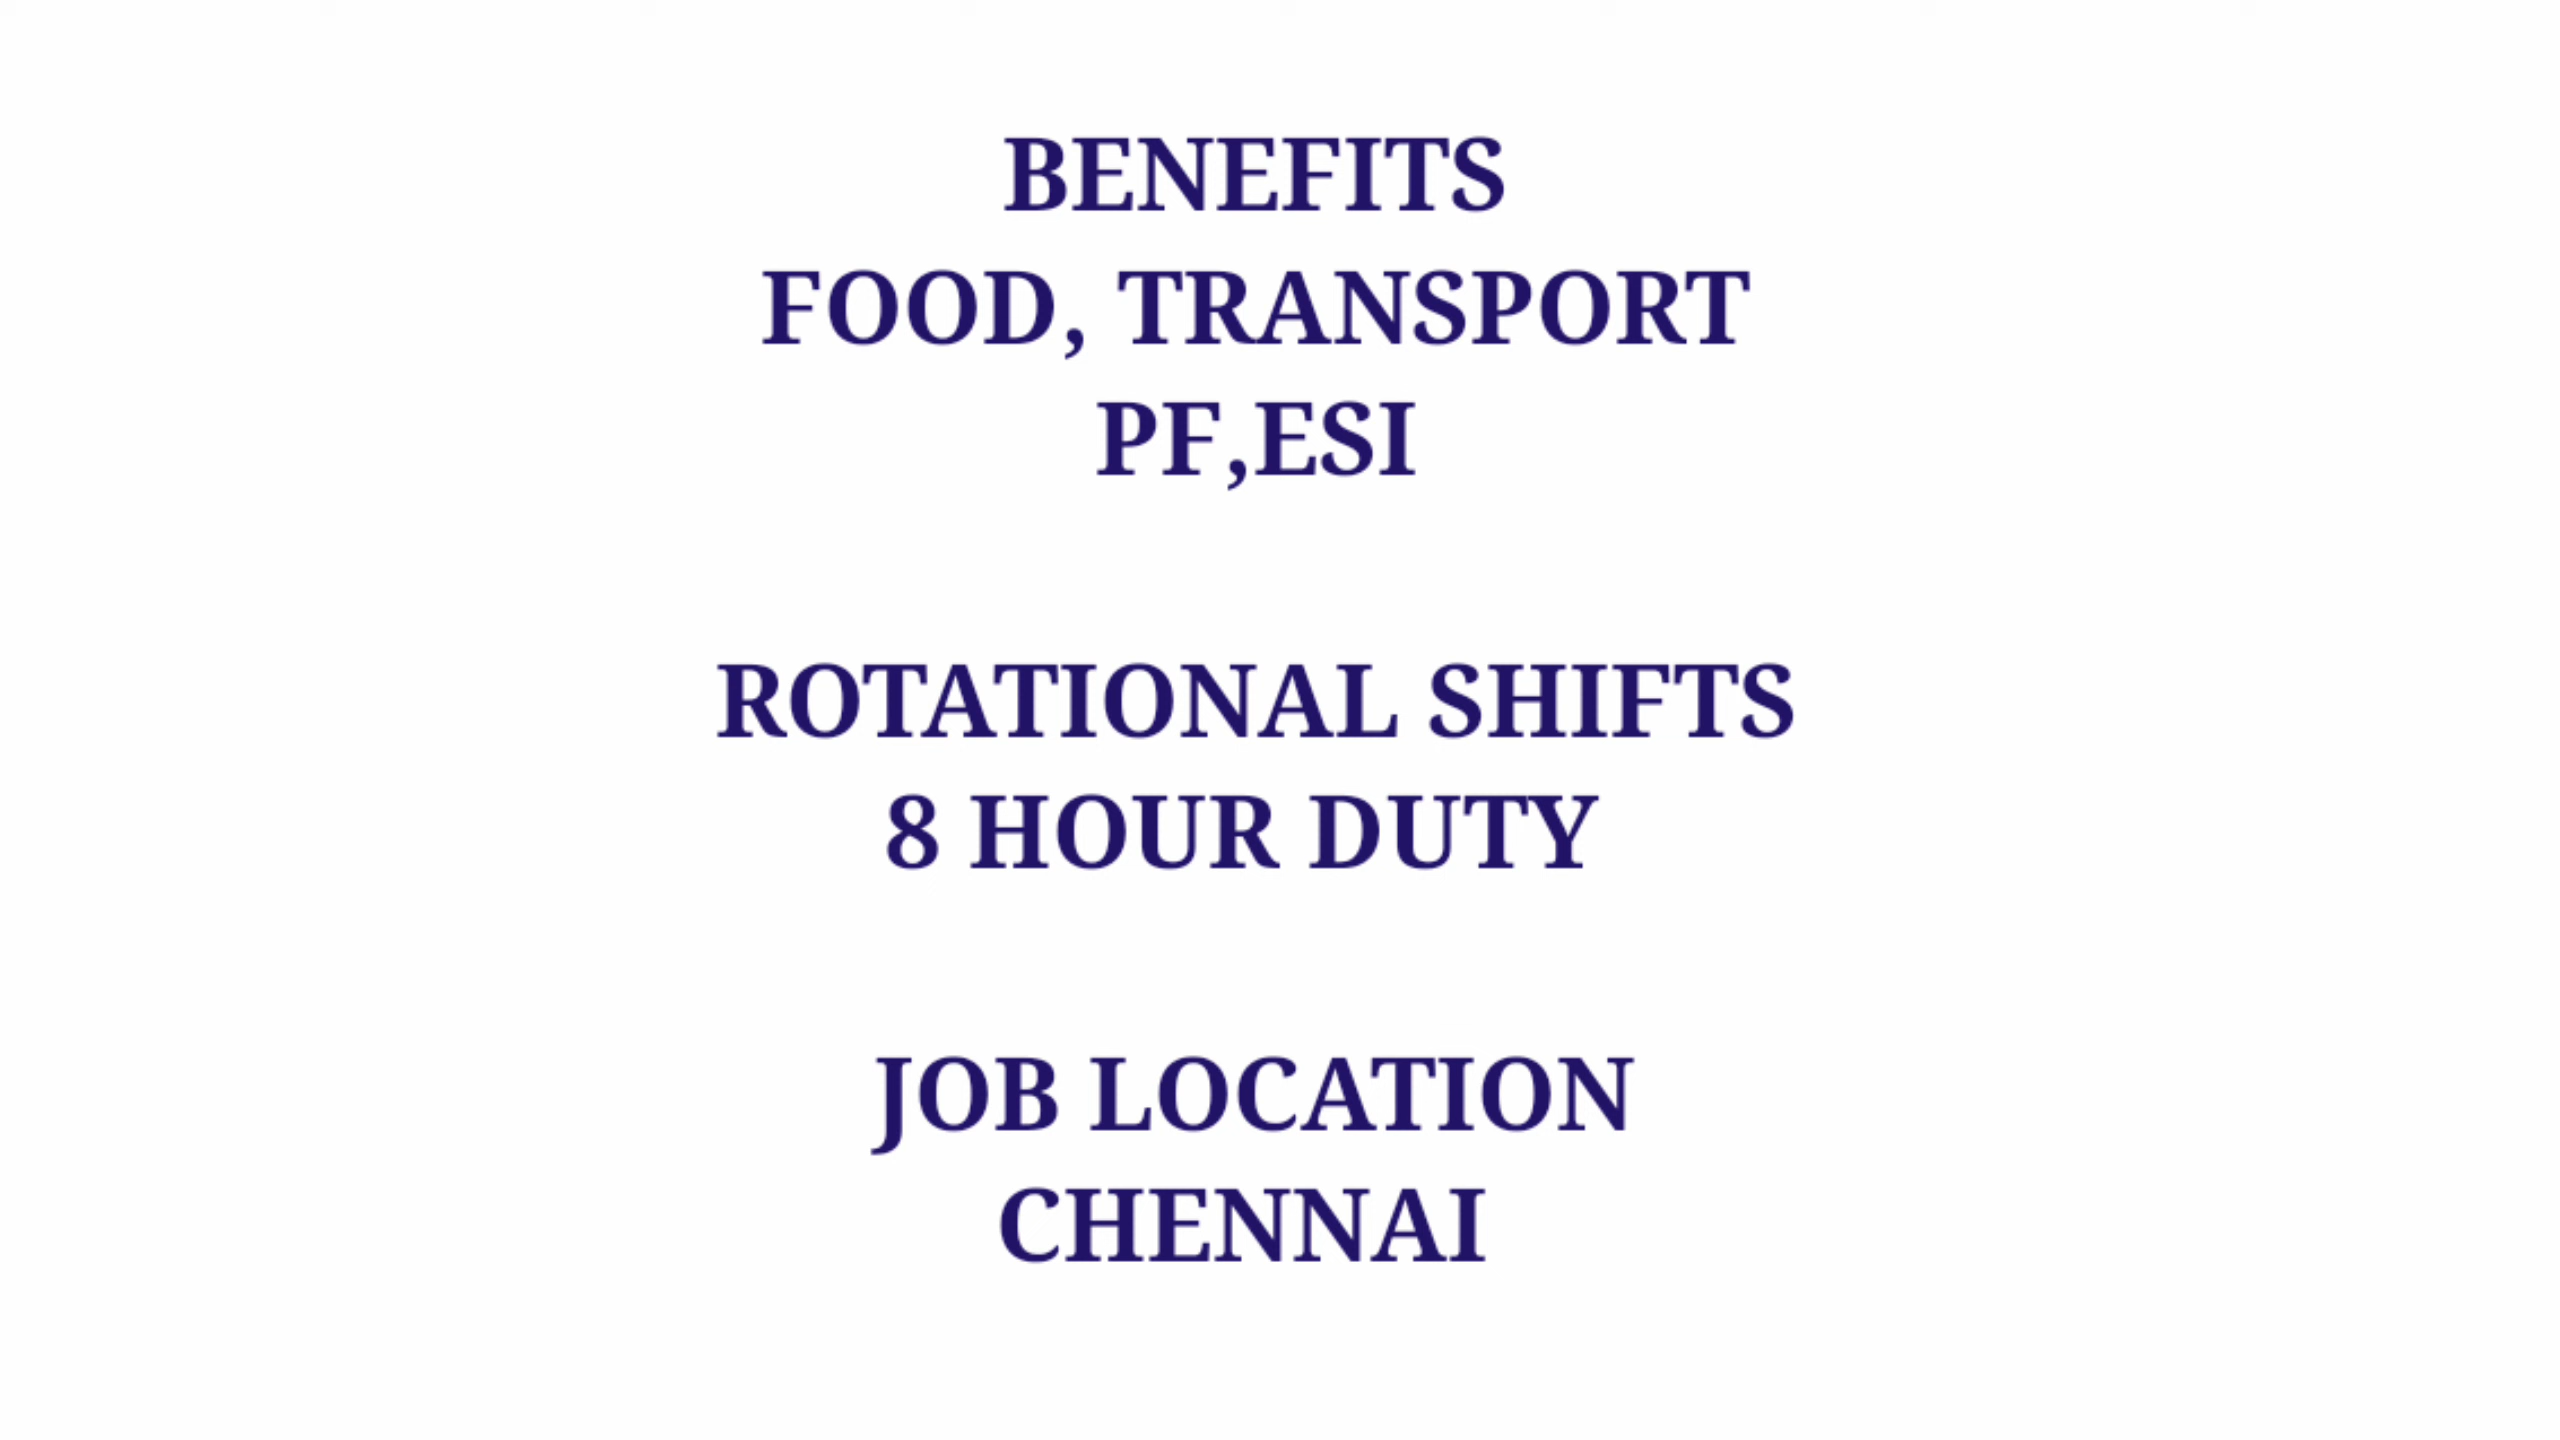 BENEFITS
FOOD, TRANSPORT
PF,ESI
ROTATIONAL SHIFTS
8 HOUR DUTY
JOB LOCATION
CHENNAI